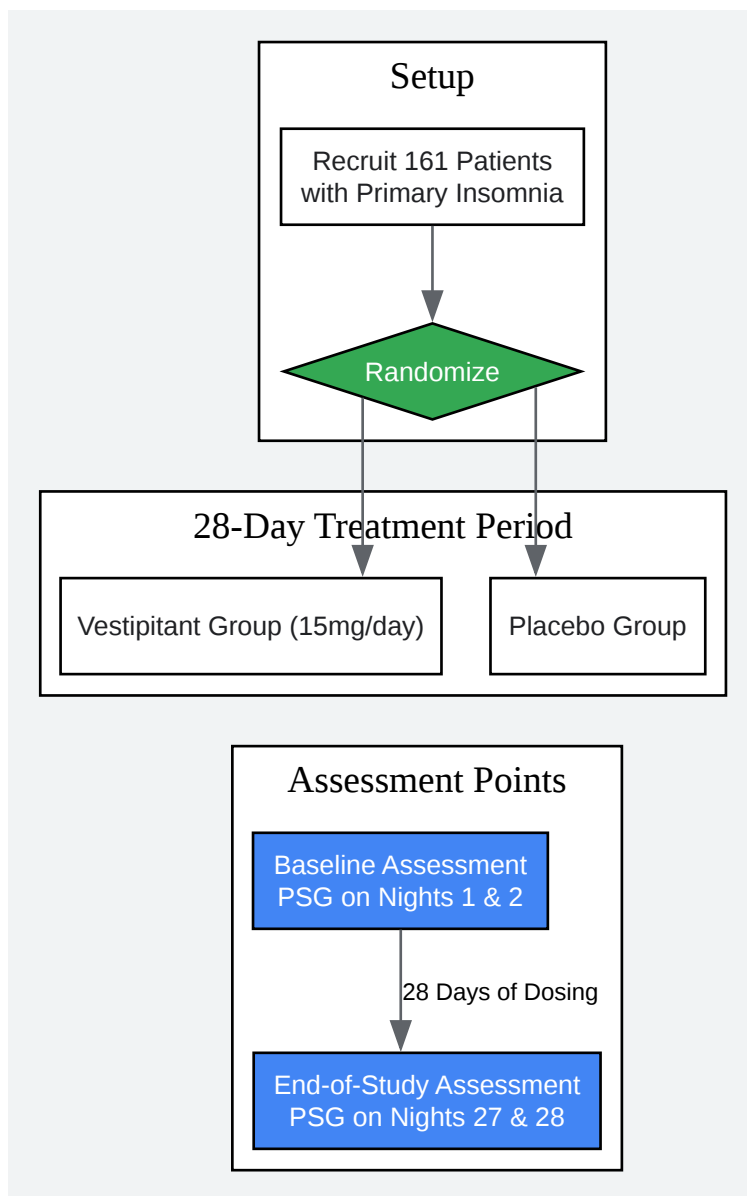 Setup
Recruit 161 Patients
with Primary Insomnia
Randomize
28-Day Treatment Period
Vestipitant Group (15mg/day)
Placebo Group
Assessment Points
Baseline Assessment
PSG on Nights 1 & 2
28 Days of Dosing
End-of-Study Assessment
PSG on Nights 27 & 28